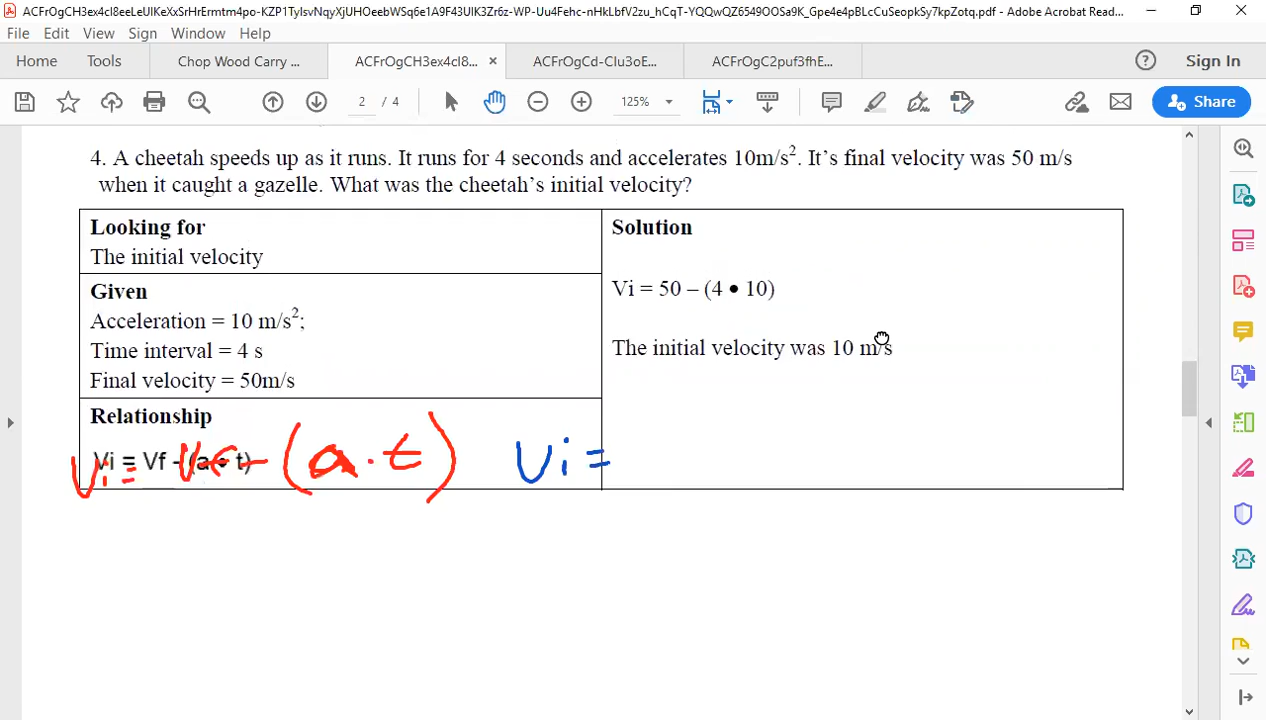 ACFrOgCH3ex4cl8eeLeUIKeXxSrHrErmtm4po-KZP1TylsvNqyXjUHOeebWSq6e1A9F43UIK3Zr6z-WP-Uu4Fehc-nHkLbfV2zu_hCqT-YQQwQZ6549OOSa9K_Gpe4e4pBLcCuSeopkSy7kpZotq.pdf - Adobe Acrobat Read...
File Edit View Sign Window Help
Home Tools Chop Wood Carry ... ACFrOgCH3ex4cl8... ACFrOgCd-CIu3oE... ACFrOgC2puf3fhE... Sign In
2 / 4 125% Share
4. A cheetah speeds up as it runs. It runs for 4 seconds and accelerates 10m/s². It's final velocity was 50 m/s
when it caught a gazelle. What was the cheetah's initial velocity?
Looking for
The initial velocity
Given
Acceleration = 10 m/s²;
Time interval = 4 s
Final velocity = 50m/s
Relationship
Vi = Vf - (a • t)
Vi = Vf - (a . t)
Vi =
Solution
Vi = 50 – (4 • 10)
The initial velocity was 10 m/s